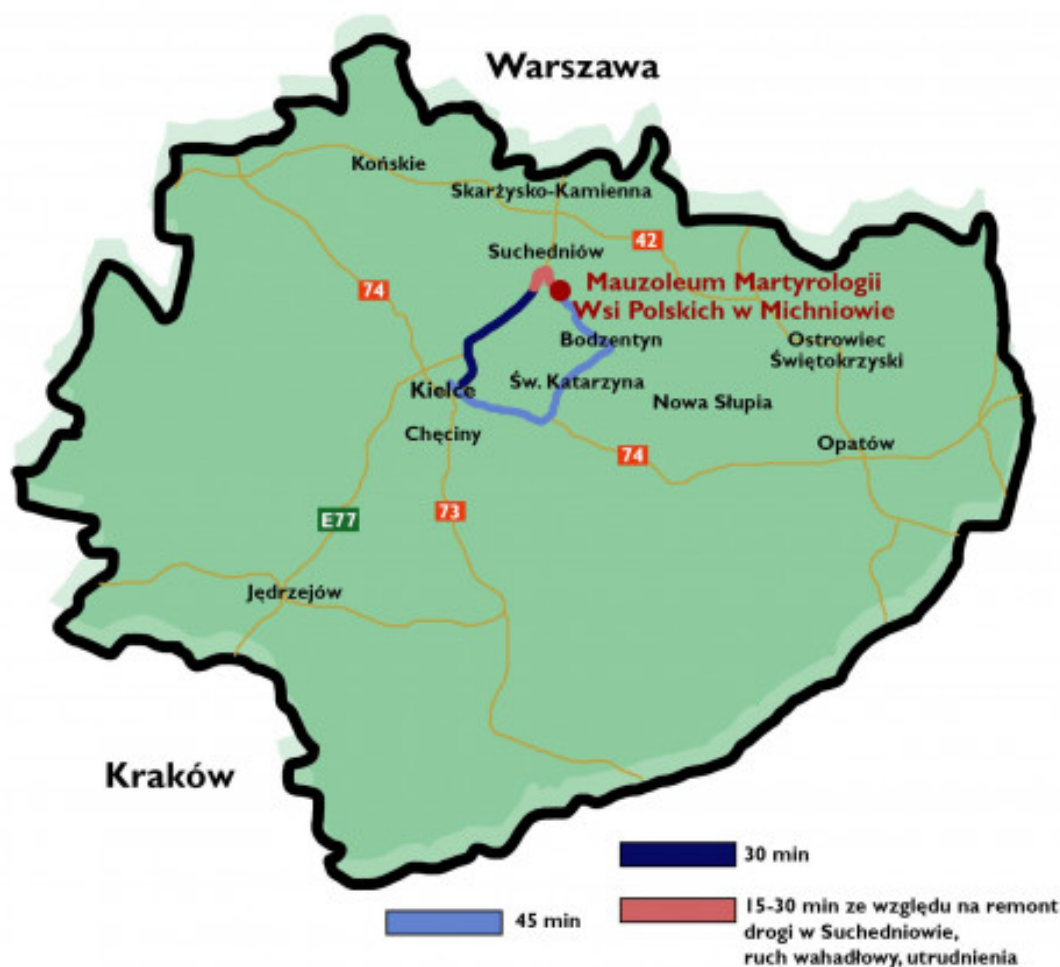 Warszawa
Końskie
Skarżysko-Kamienna
42
Suchedniów
74
Mauzoleum Martyrologii
Wsi Polskich w Michniowie
Bodzentyn
Ostrowiec
Świętokrzyski
Św. Katarzyna
Kielce
Nowa Słupia
Chęciny
Opatów
74
73
E77
Jędrzejów
Kraków
30 min
45 min
15-30 min ze względu na remont
drogi w Suchedniowie,
ruch wahadłowy, utrudnienia